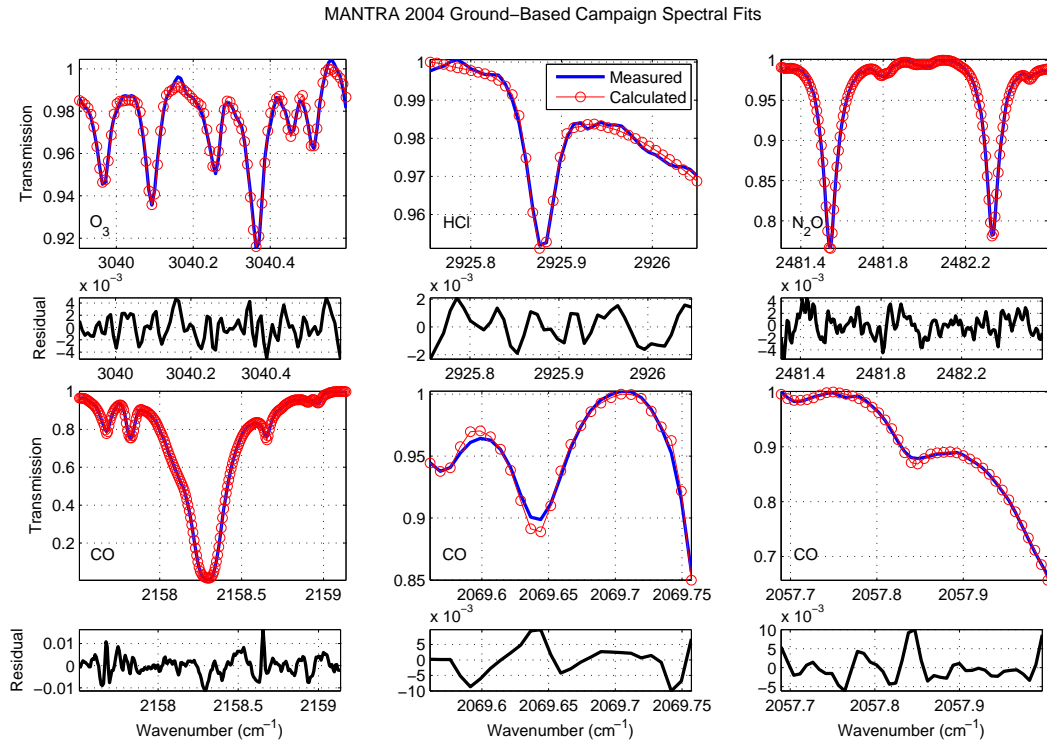 MANTRA 2004 Ground−Based Campaign Spectral Fits
Transmission
1
0.98
0.96
0.94
0.92
O3
3040 3040.2 3040.4
1
0.99
0.98
0.97
0.96
HCl
Measured
Calculated
2925.8 2925.9 2926
1
0.95
0.9
0.85
0.8
N2O
2481.4 2481.8 2482.2
Residual
x 10−3
4
2
0
−2
−4
3040 3040.2 3040.4
x 10−3
2
0
−2
2925.8 2925.9 2926
x 10−3
4
2
0
−2
−4
2481.4 2481.8 2482.2
Transmission
1
0.8
0.6
0.4
0.2
CO
2158 2158.5 2159
1
0.95
0.9
0.85
CO
2069.6 2069.65 2069.7 2069.75
1
0.9
0.8
0.7
CO
2057.7 2057.8 2057.9
Residual
0.01
0
−0.01
2158 2158.5 2159
Wavenumber (cm−1)
x 10−3
10
5
0
−5
−10
2069.6 2069.65 2069.7 2069.75
Wavenumber (cm−1)
x 10−3
10
5
0
−5
2057.7 2057.8 2057.9
Wavenumber (cm−1)